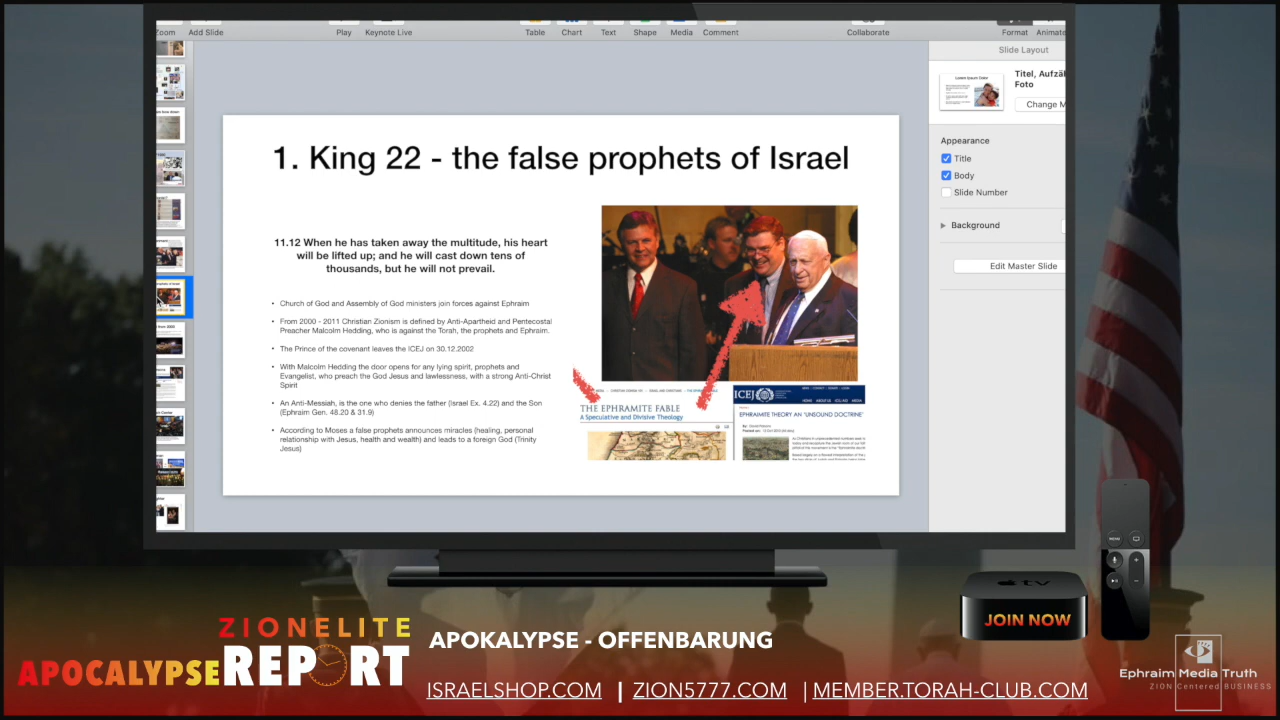 Zoom Add Slide Play Keynote Live Table Chart Text Shape Media Comment Collaborate Format Animate
Slide Layout
Titel, Aufzäh
Foto
Change M
Appearance
Title
Body
Slide Number
Background
Edit Master Slide
1. King 22 - the false prophets of Israel
11.12 When he has taken away the multitude, his heart
will be lifted up; and he will cast down tens of
thousands, but he will not prevail.
• Church of God and Assembly of God ministers join forces against Ephraim
• From 2000 - 2011 Christian Zionism is defined by Anti-Apartheid and Pentecostal
Preacher Malcolm Hedding, who is against the Torah, the prophets and Ephraim.
• The Prince of the covenant leaves the ICEJ on 30.12.2002
• With Malcolm Hedding the door opens for any lying spirit, prophets and
Evangelist, who preach the God Jesus and lawlessness, with a strong Anti-Christ
Spirit
• An Anti-Messiah, is the one who denies the father (Israel Ex. 4.22) and the Son
(Ephraim Gen. 48.20 & 31.9)
• According to Moses a false prophets announces miracles (healing, personal
relationship with Jesus, health and wealth) and leads to a foreign God (Trinity
Jesus)
THE EPHRAMITE FABLE
A Speculative and Divisive Theology
ICEJ
EPHRAIMITE THEORY AN 'UNSOUND DOCTRINE'
tv
JOIN NOW
MENU
ZIONELITE
APOCALYPSE REPORT
APOKALYPSE - OFFENBARUNG
ISRAELSHOP.COM | ZION5777.COM | MEMBER.TORAH-CLUB.COM
Ephraim Media Truth
ZION Centered BUSINESS